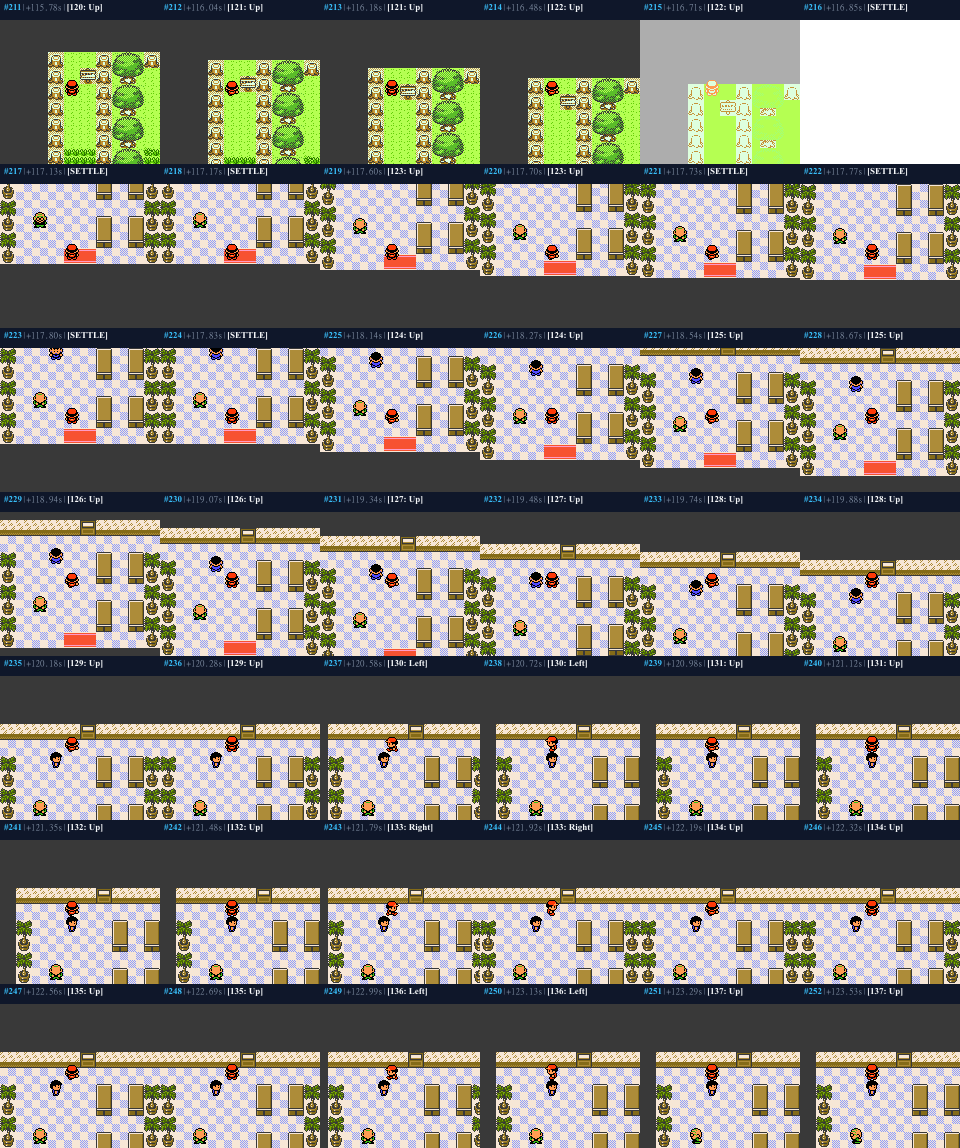 #211|+115.78s|[120: Up]
#212|+116.04s|[121: Up]
#213|+116.18s|[121: Up]
#214|+116.48s|[122: Up]
#215|+116.71s|[122: Up]
#216|+116.85s|[SETTLE]
#217|+117.13s|[SETTLE]
#218|+117.17s|[SETTLE]
#219|+117.60s|[123: Up]
#220|+117.70s|[123: Up]
#221|+117.73s|[SETTLE]
#222|+117.77s|[SETTLE]
#223|+117.80s|[SETTLE]
#224|+117.83s|[SETTLE]
#225|+118.14s|[124: Up]
#226|+118.27s|[124: Up]
#227|+118.54s|[125: Up]
#228|+118.67s|[125: Up]
#229|+118.94s|[126: Up]
#230|+119.07s|[126: Up]
#231|+119.34s|[127: Up]
#232|+119.48s|[127: Up]
#233|+119.74s|[128: Up]
#234|+119.88s|[128: Up]
#235|+120.18s|[129: Up]
#236|+120.28s|[129: Up]
#237|+120.58s|[130: Left]
#238|+120.72s|[130: Left]
#239|+120.98s|[131: Up]
#240|+121.12s|[131: Up]
#241|+121.35s|[132: Up]
#242|+121.48s|[132: Up]
#243|+121.79s|[133: Right]
#244|+121.92s|[133: Right]
#245|+122.19s|[134: Up]
#246|+122.32s|[134: Up]
#247|+122.56s|[135: Up]
#248|+122.69s|[135: Up]
#249|+122.99s|[136: Left]
#250|+123.13s|[136: Left]
#251|+123.29s|[137: Up]
#252|+123.53s|[137: Up]